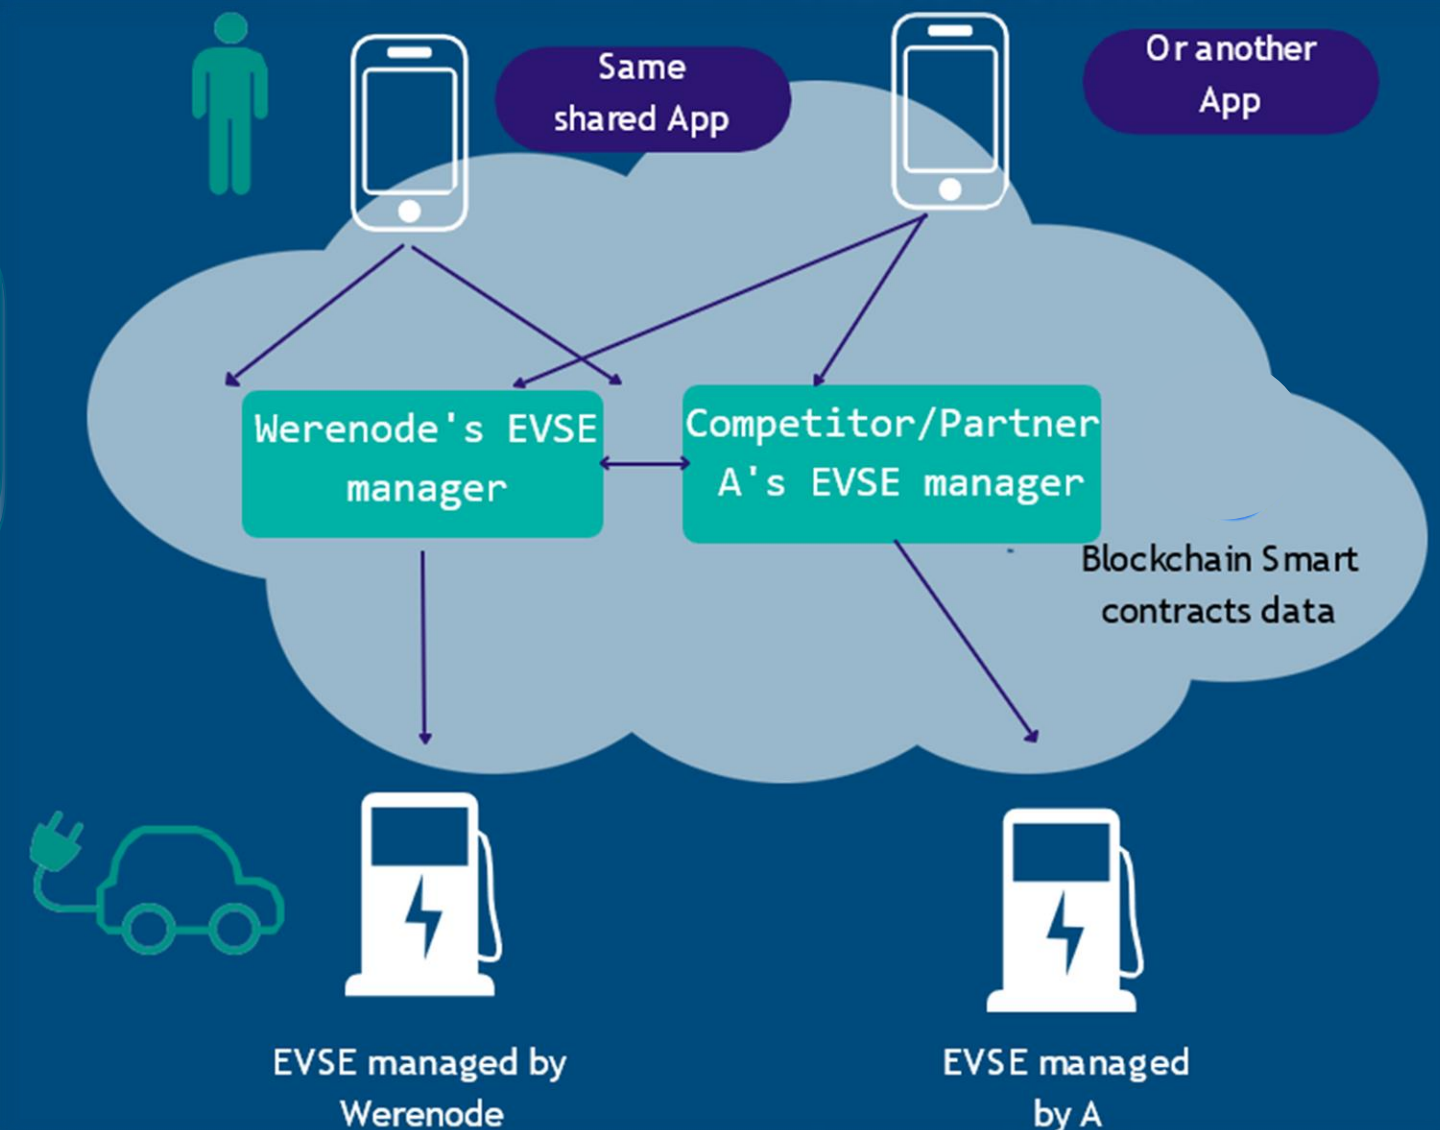 Same
shared App
Or another
App
Werenode's EVSE
manager
Competitor/Partner
A's EVSE manager
Blockchain Smart
contracts data
EVSE managed by
Werenode
EVSE managed
by A